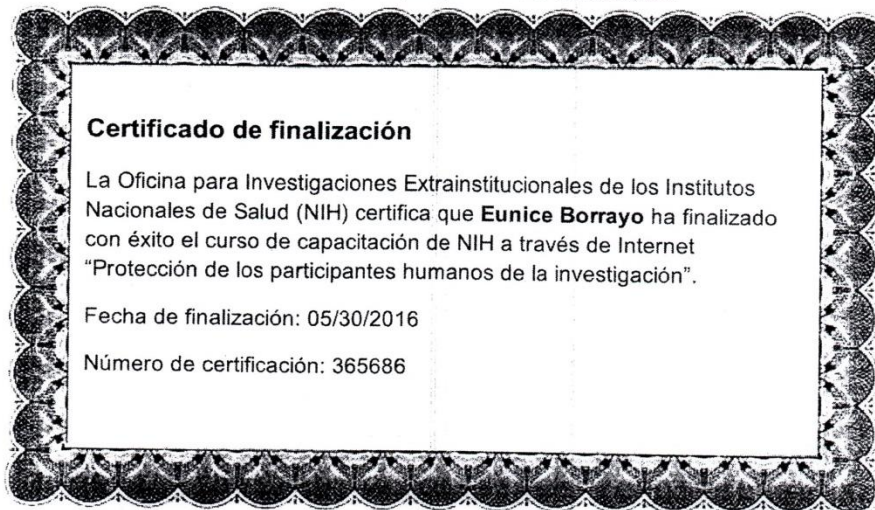 Certificado de finalización
La Oficina para Investigaciones Extrainstitucionales de los Institutos
Nacionales de Salud (NIH) certifica que Eunice Borrayo ha finalizado
con éxito el curso de capacitación de NIH a través de Internet
“Protección de los participantes humanos de la investigación”.
Fecha de finalización: 05/30/2016
Número de certificación: 365686